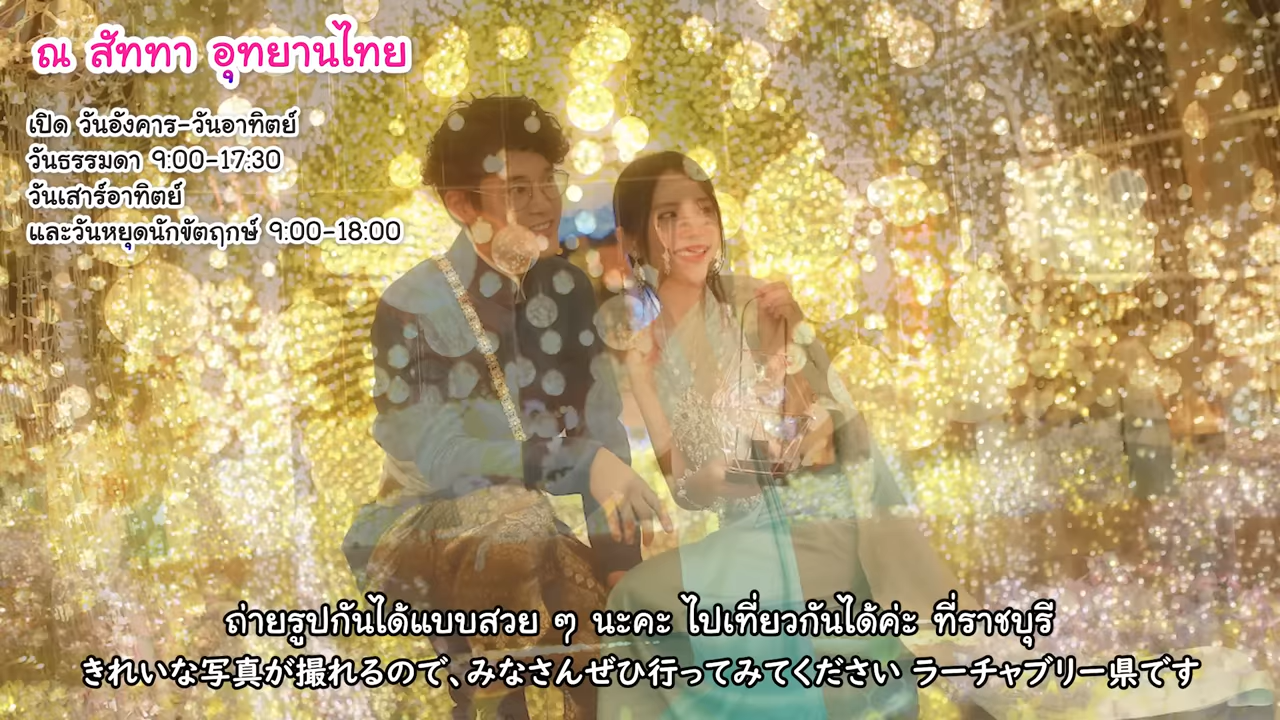 ณ สัททา อุทยานไทย
เปิด วันอังคาร-วันอาทิตย์
วันธรรมดา 9:00-17:30
วันเสาร์อาทิตย์
และวันหยุดนักขัตฤกษ์ 9:00-18:00
ถ่ายรูปกันได้แบบสวย ๆ นะคะ ไปเที่ยวกันได้ค่ะ ที่ราชบุรี
きれいな写真が撮れるので、みなさんぜひ行ってみてください ラーチャブリー県です